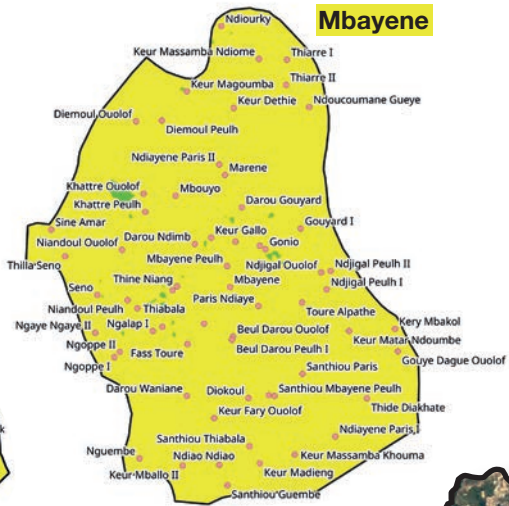 Mbayene
Ndiourky
Keur Massamba Ndiome
Thiarre I
Thiarre II
Keur Magoumba
Keur Dethie
Ndoucoumane Gueye
Diemoul Ouolof
Diemoul Peulh
Ndiayene Paris II
Marene
Khattre Ouolof
Mbouyo
Khattre Peulh
Darou Gouyard
Sine Amar
Gouyard I
Keur Gallo
Niandoul Ouolof
Darou Ndimb
Gonio
Thilla Seno
Mbayene Peulh
Ndjigal Ouolof
Ndjigal Peulh II
Thine Niang
Mbayene
Ndjigal Peulh I
Seno
Paris Ndiaye
Niandoul Peulh
Thiabala
Toure Alpathe
Ngaye Ngaye II
Ngalap I
Beul Darou Ouolof
Kery Mbakol
Keur Matar Ndoumbe
Ngoppe II
Fass Toure
Beul Darou Peulh I
Gouye Dague Ouolof
Ngoppe I
Santhiou Paris
Darou Waniane
Diokoul
Santhiou Mbayene Peulh
Keur Fary Ouolof
Thide Diakhate
Santhiou Thiabala
Ndiayene Paris I
Nguembe
Ndiao Ndiao
Keur Massamba Khouma
Keur Mballo II
Keur Madieng
Santhiou Guembe
k